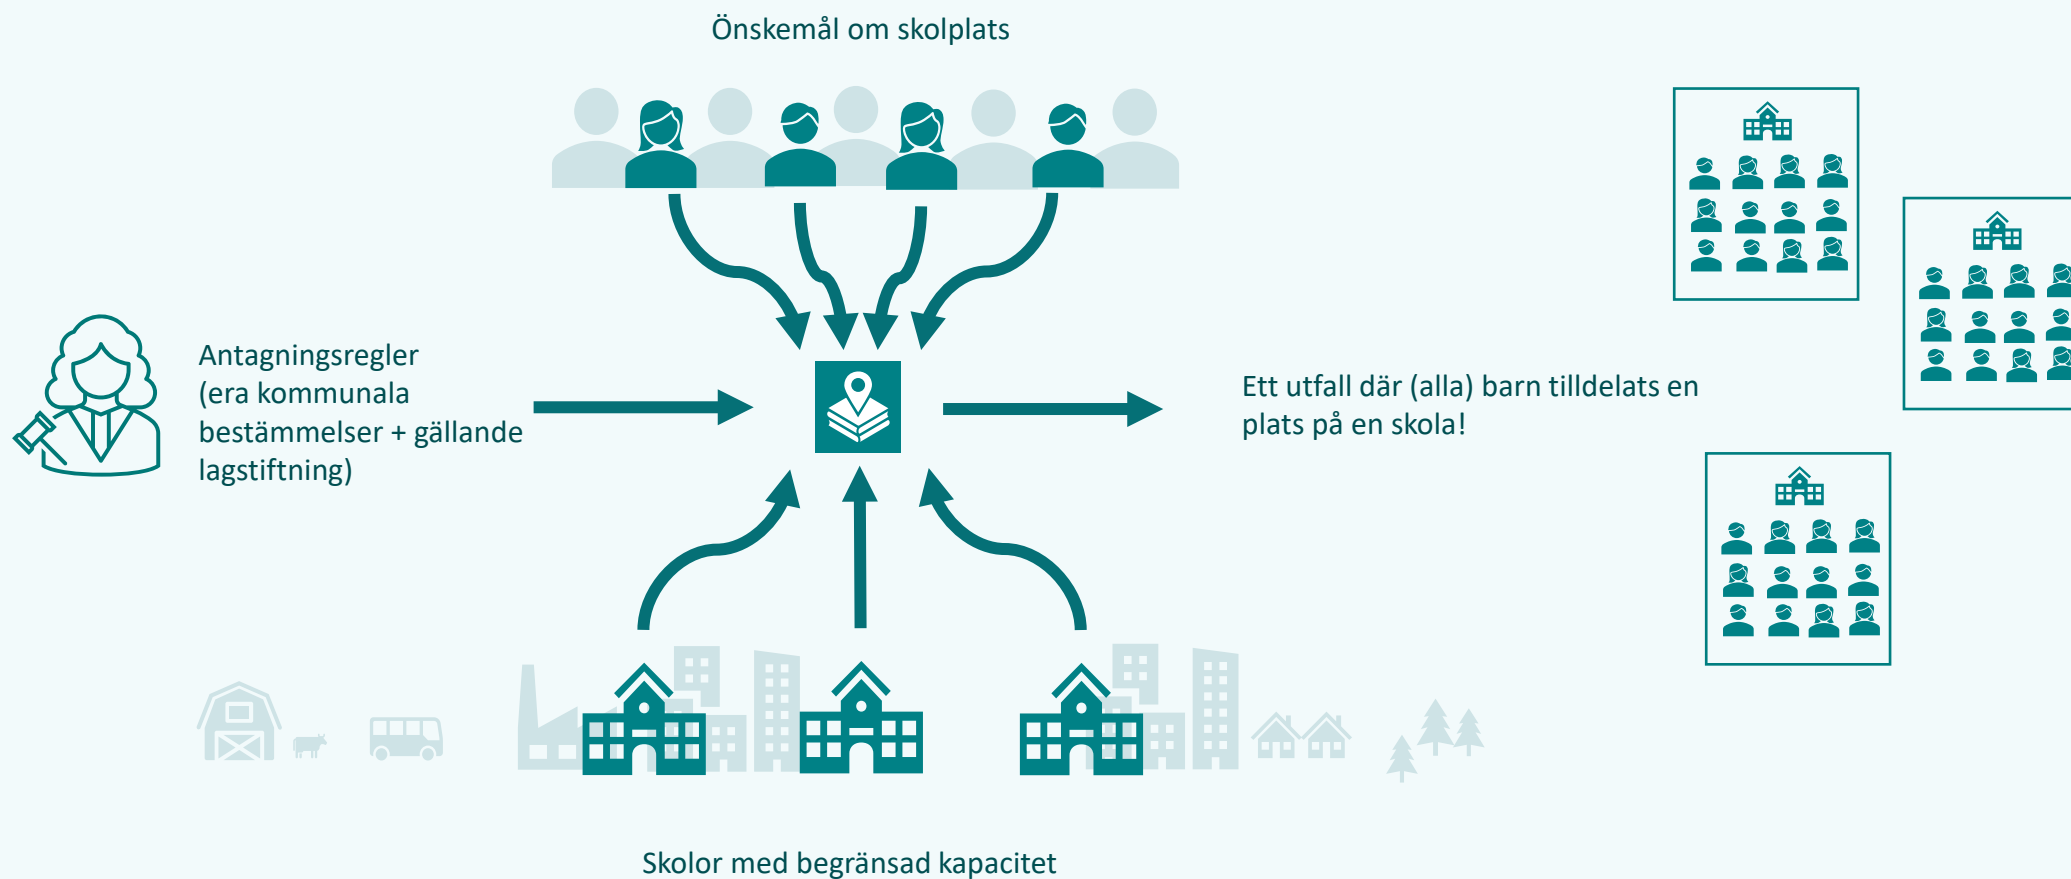 Önskemål om skolplats
Antagningsregler
(era kommunala
bestämmelser + gällande
lagstiftning)
Ett utfall där (alla) barn tilldelats en
plats på en skola!
Skolor med begränsad kapacitet